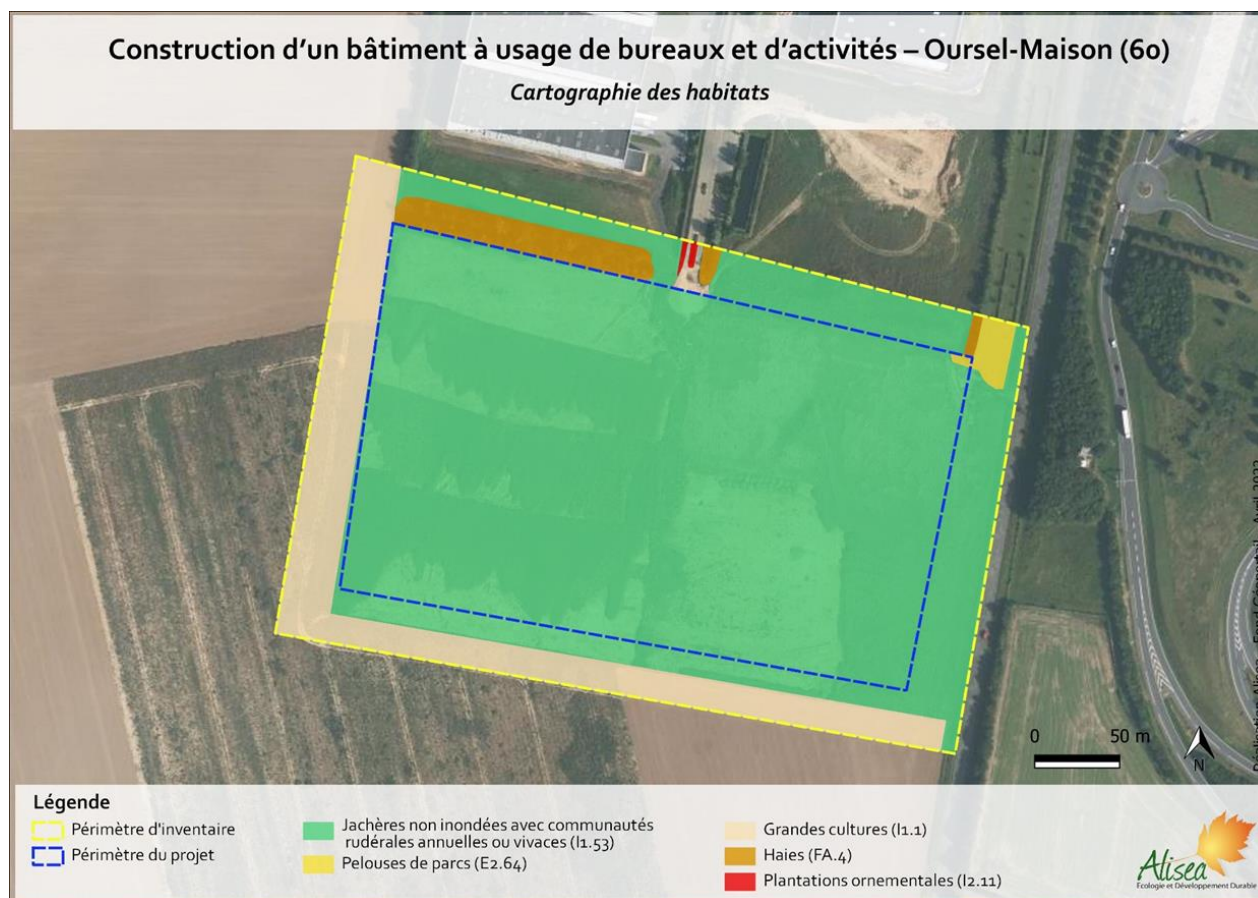 Construction d'un bâtiment à usage de bureaux et d'activités – Oursel-Maison (60)
Cartographie des habitats
0 50 m
N
Légende
Périmètre d'inventaire
Périmètre du projet
Jachères non inondées avec communautés
rudérales annuelles ou vivaces (I1.53)
Pelouses de parcs (E2.64)
Grandes cultures (I1.1)
Haies (FA.4)
Plantations ornementales (I2.11)
Alisea
Ecologie et Développement Durable